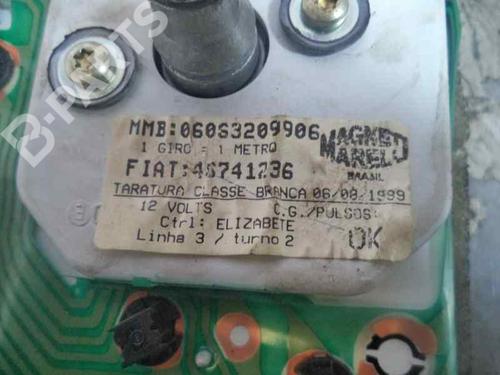 MMB:06063209906
1 GIRO = 1 METRO
FIAT:46741236
MAGNETI
MARELLI
BRASIL
TARATURA CLASSE BRANCA 06/08/1999
12 VOLTS C.G./PULSOS:
Ctrl: ELIZABETE
Linha 3 / turno 2
OK
B-PARTS